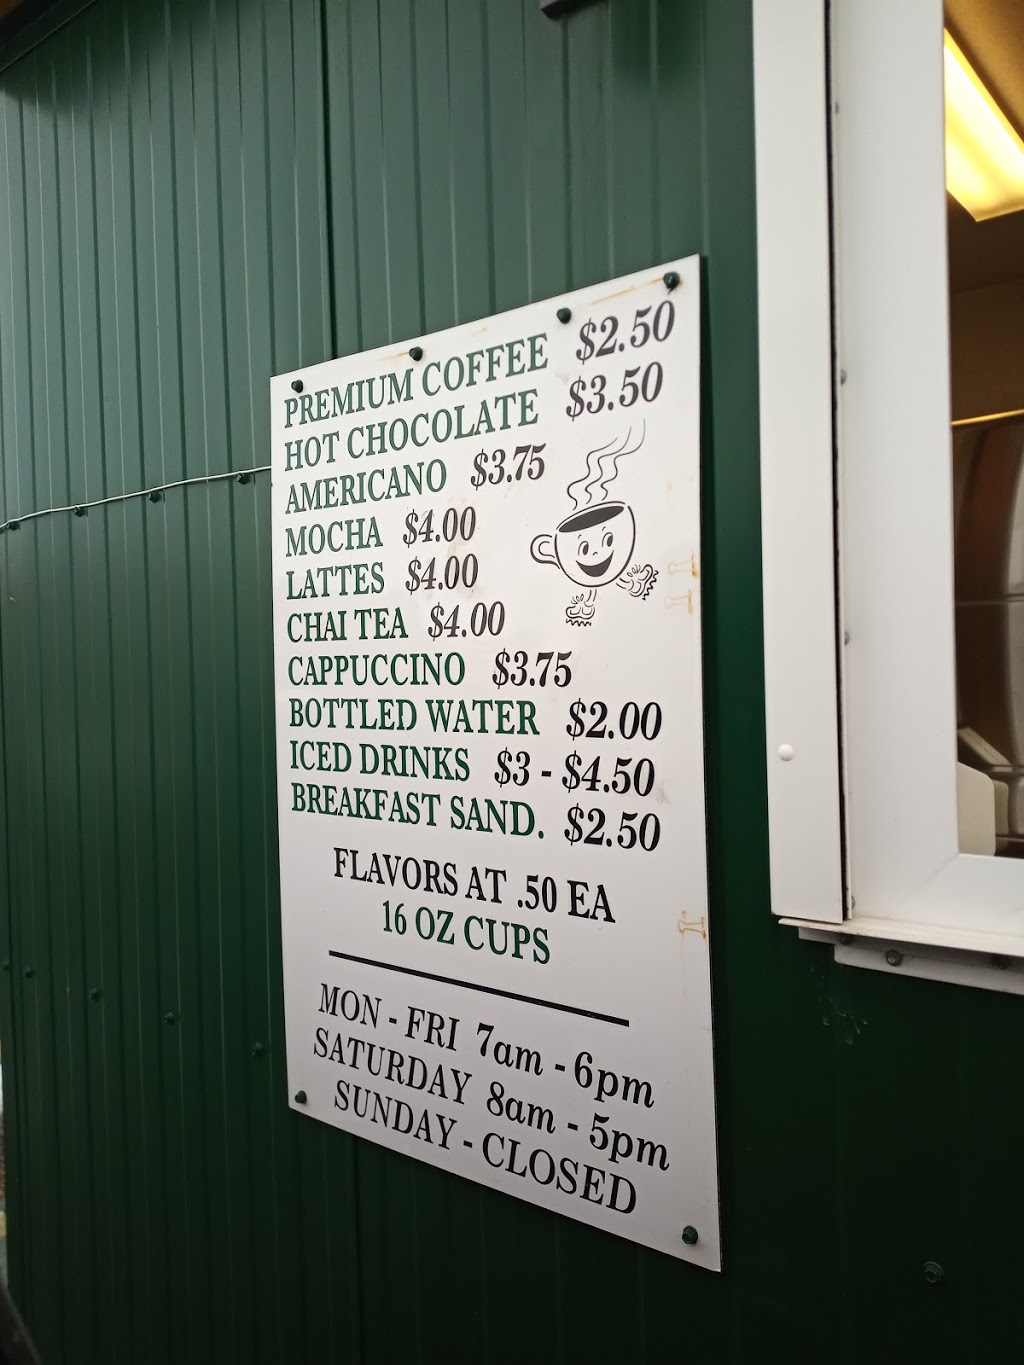 PREMIUM COFFEE $2.50
HOT CHOCOLATE $3.50
AMERICANO $3.75
MOCHA $4.00
LATTES $4.00
CHAI TEA $4.00
CAPPUCCINO $3.75
BOTTLED WATER $2.00
ICED DRINKS $3 - $4.50
BREAKFAST SAND. $2.50
FLAVORS AT .50 EA
16 OZ CUPS
MON - FRI 7am - 6pm
SATURDAY 8am - 5pm
SUNDAY - CLOSED